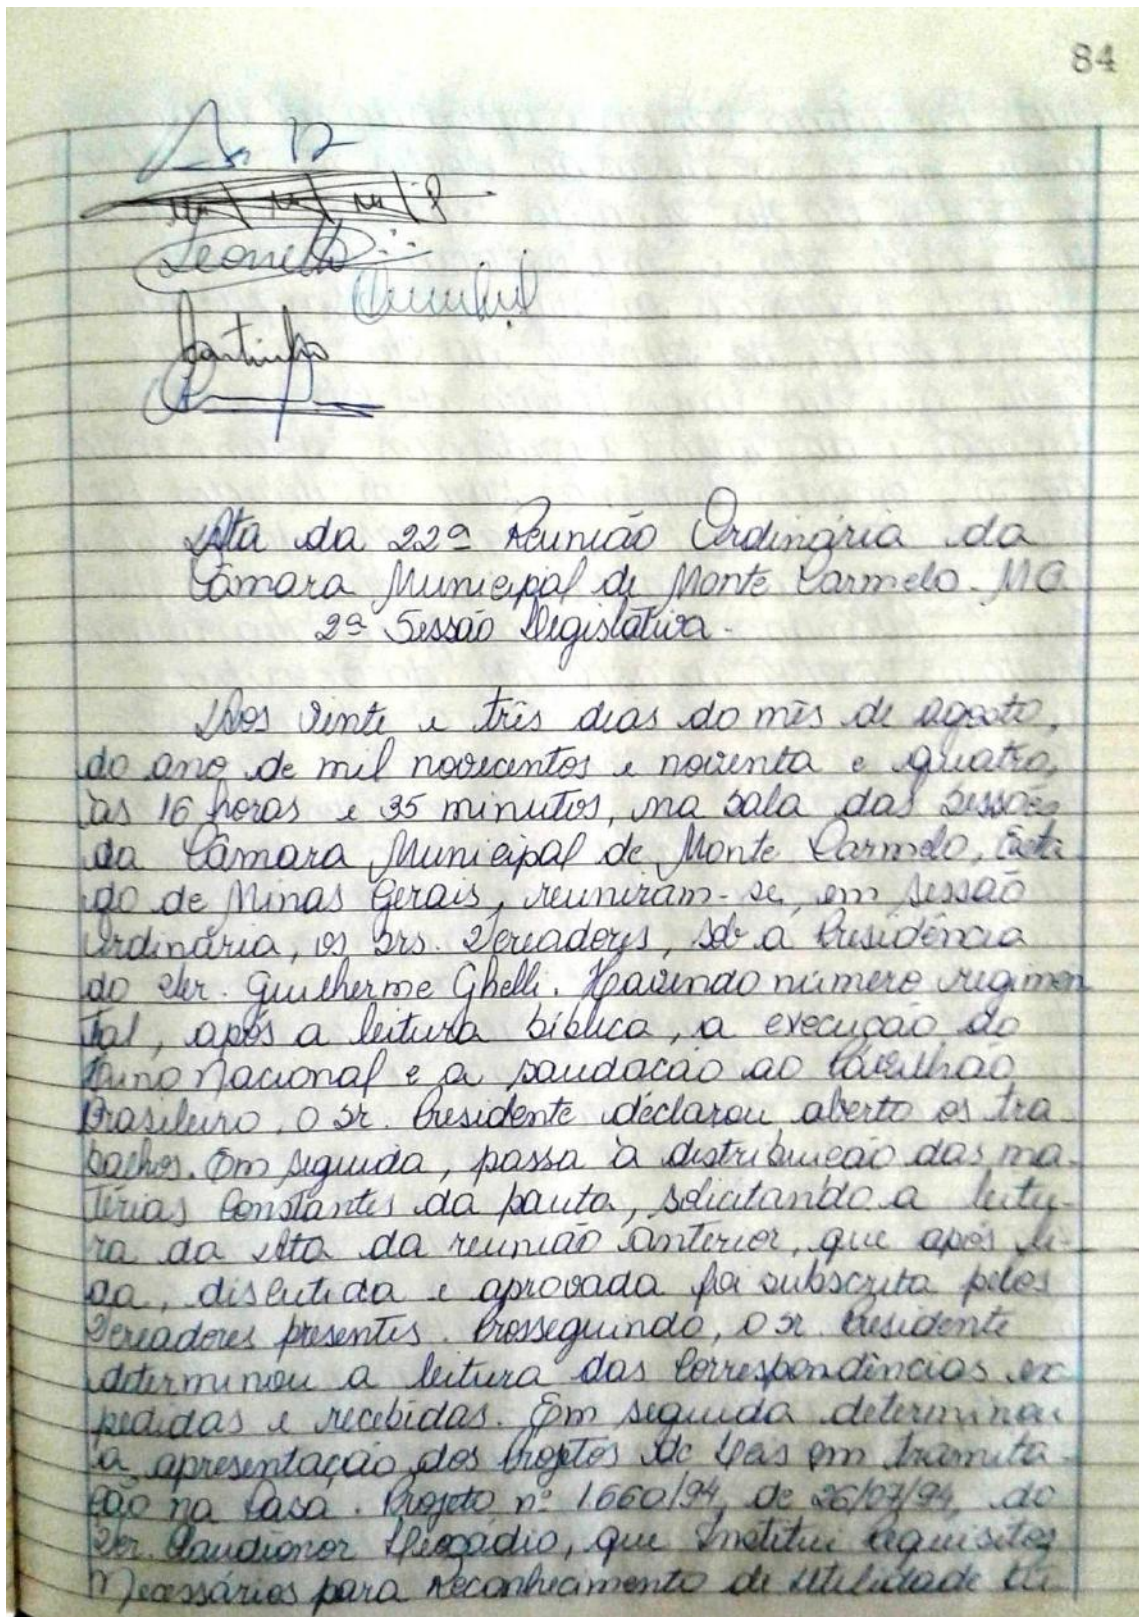 84
Leonelo
Martinho
Ata da 22ª Reunião Ordinária da
Câmara Municipal de Monte Carmelo - MG
2ª Sessão Legislativa -
Aos vinte e três dias do mês de agosto,
do ano de mil novecentos e noventa e quatro,
às 16 horas e 35 minutos, na sala das sessões
da Câmara Municipal de Monte Carmelo, Esta
do de Minas Gerais, reuniram-se, em sessão
Ordinária, os srs. Vereadores, sob a Presidência
do Ver. Guilherme Ghelli. Havendo número regimen
tal, após a leitura bíblica, a execução do
Hino Nacional e a saudação ao Pavilhão
Brasileiro, o sr. Presidente declarou aberto os tra
balhos. Em seguida, passa à distribuição das ma-
térias constantes da pauta, solicitando a leitu-
ra da Ata da reunião anterior, que após li-
da, discutida e aprovada foi subscrita pelos
Vereadores presentes. Prosseguindo, o sr. Presidente
determinou a leitura das correspondências ex
pedidas e recebidas. Em seguida determinou
a apresentação dos Projetos de Leis em tramita
ção na Casa. Projeto nº 1.660/94, de 26/07/94, do
Ver. Claudionor, que Institui requisitos
Necessários para Reconhecimento de Utilidade Pú